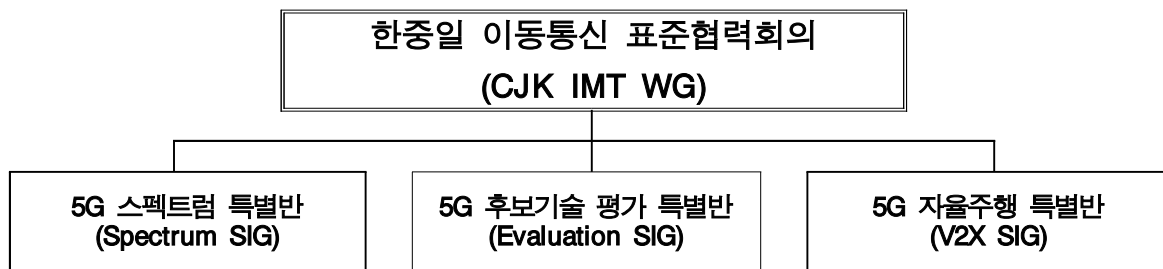 한중일 이동통신 표준협력회의
(CJK IMT WG)
5G 스펙트럼 특별반
(Spectrum SIG)
5G 후보기술 평가 특별반
(Evaluation SIG)
5G 자율주행 특별반
(V2X SIG)